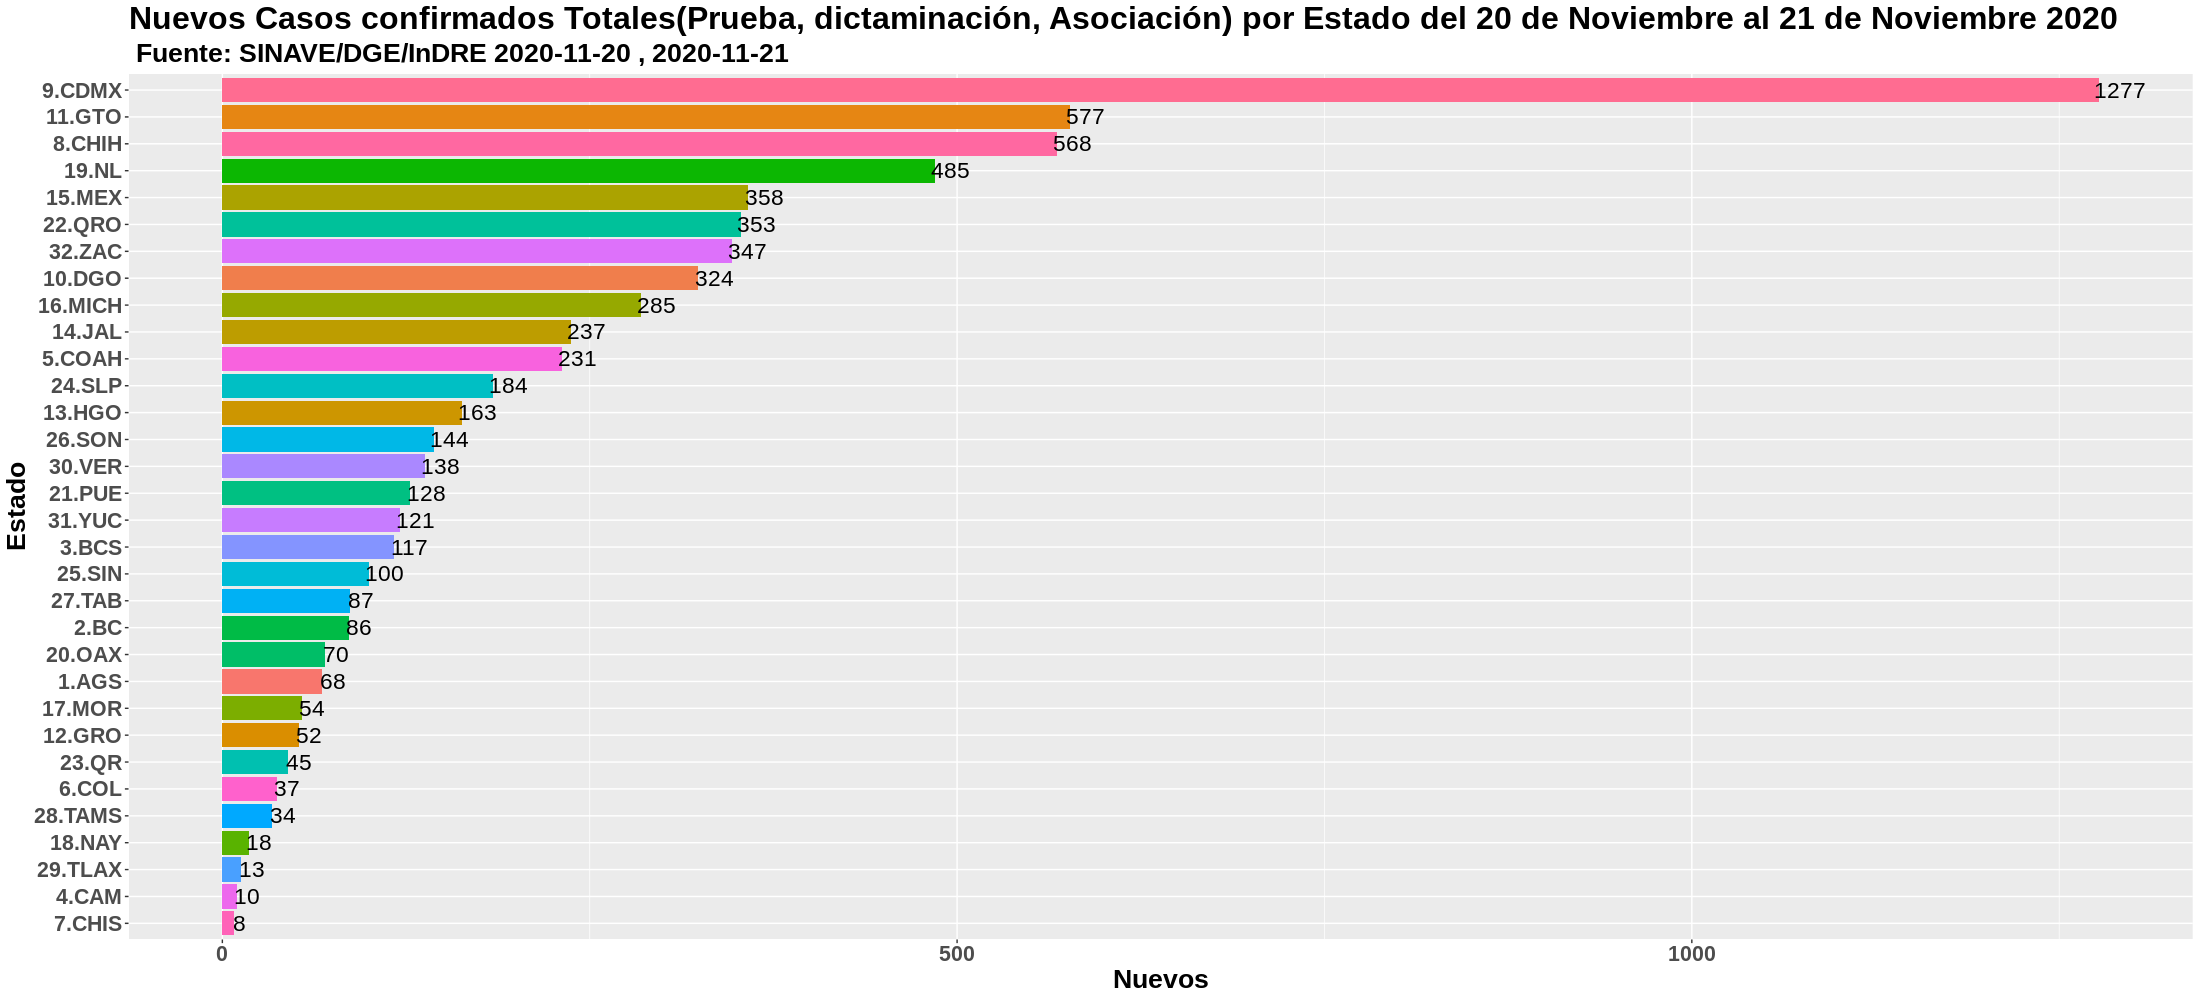 Nuevos Casos confirmados Totales(Prueba, dictaminación, Asociación) por Estado del 20 de Noviembre al 21 de Noviembre 2020
Fuente: SINAVE/DGE/InDRE 2020-11-20 , 2020-11-21
Estado
9.CDMX 1277
11.GTO 577
8.CHIH 568
19.NL 485
15.MEX 358
22.QRO 353
32.ZAC 347
10.DGO 324
16.MICH 285
14.JAL 237
5.COAH 231
24.SLP 184
13.HGO 163
26.SON 144
30.VER 138
21.PUE 128
31.YUC 121
3.BCS 117
25.SIN 100
27.TAB 87
2.BC 86
20.OAX 70
1.AGS 68
17.MOR 54
12.GRO 52
23.QR 45
6.COL 37
28.TAMS 34
18.NAY 18
29.TLAX 13
4.CAM 10
7.CHIS 8
0 500 1000
Nuevos